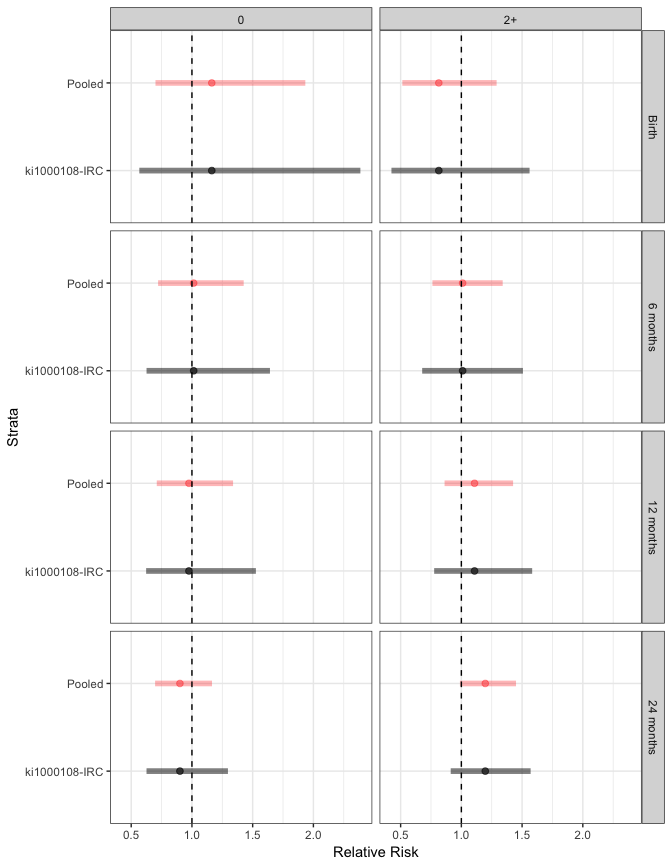 0
2+
Pooled
ki1000108-IRC
Birth
Pooled
ki1000108-IRC
6 months
Pooled
ki1000108-IRC
12 months
Pooled
ki1000108-IRC
24 months
Strata
0.5 1.0 1.5 2.0
0.5 1.0 1.5 2.0
Relative Risk